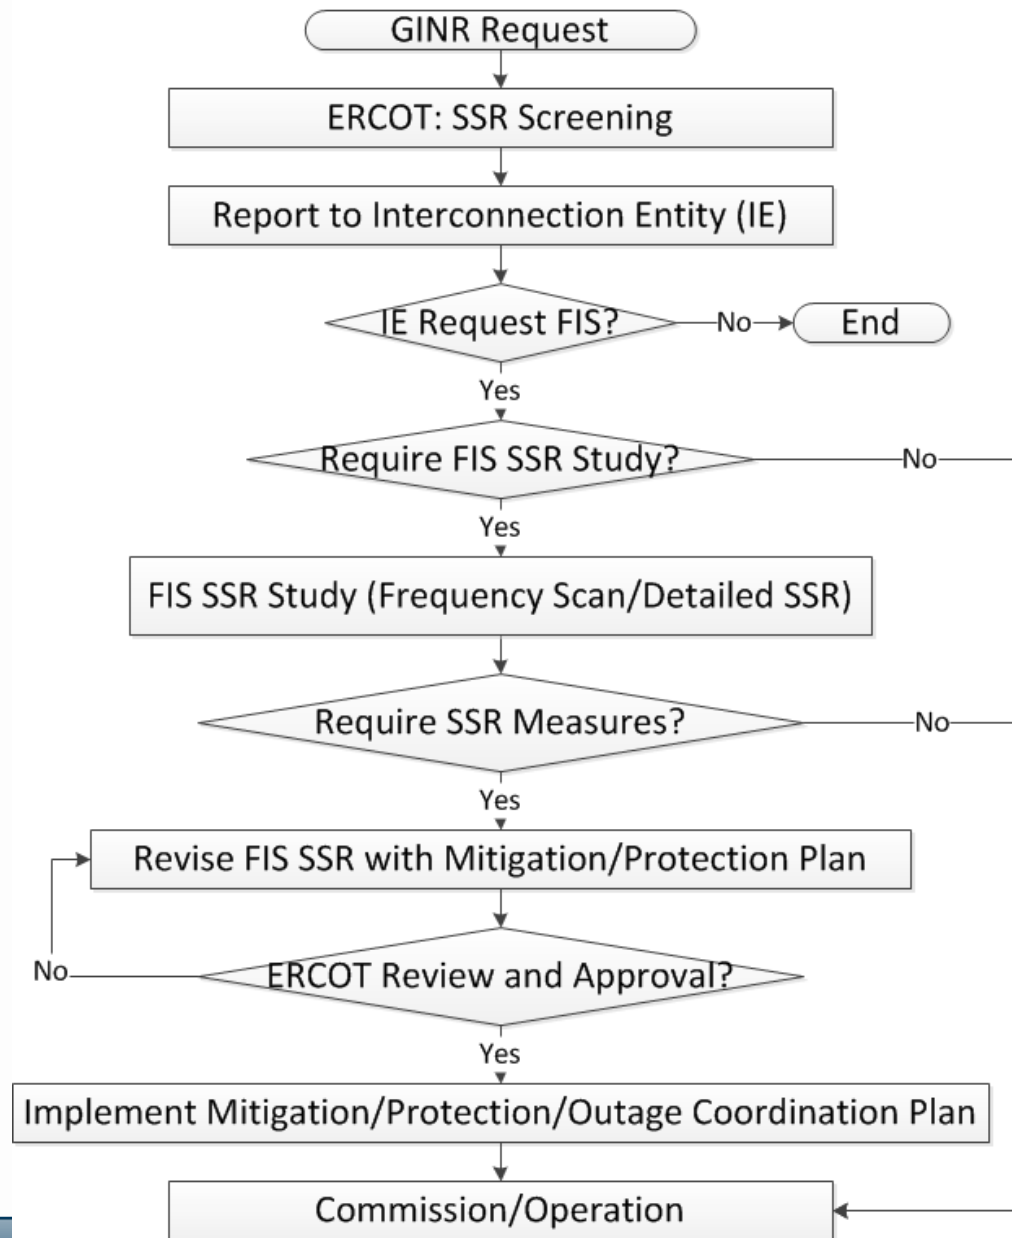 GINR Request
ERCOT: SSR Screening
Report to Interconnection Entity (IE)
IE Request FIS?
No
End
Yes
Require FIS SSR Study?
No
Yes
FIS SSR Study (Frequency Scan/Detailed SSR)
Require SSR Measures?
No
Yes
Revise FIS SSR with Mitigation/Protection Plan
No
ERCOT Review and Approval?
Yes
Implement Mitigation/Protection/Outage Coordination Plan
Commission/Operation